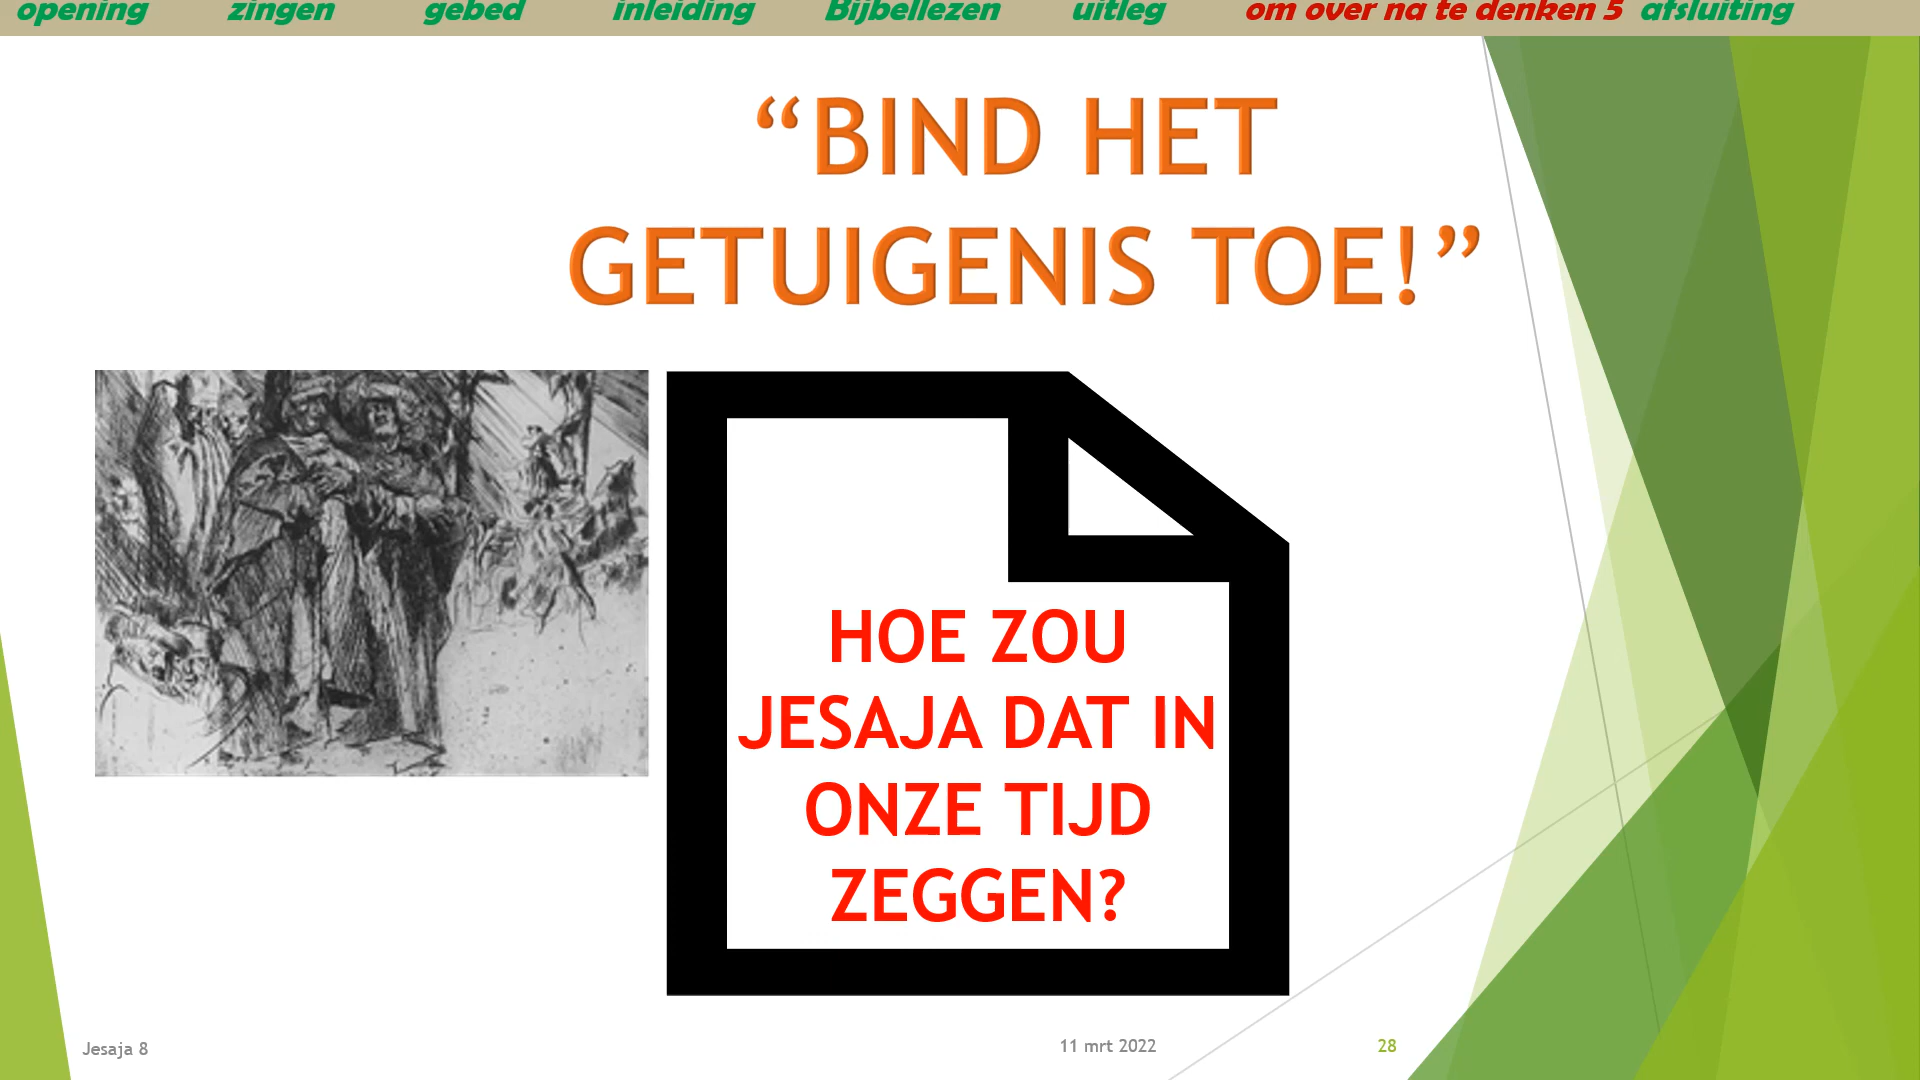 opening zingen gebed inleiding Bijbellezen uitleg om over na te denken 5 afsluiting
“BIND HET
GETUIGENIS TOE!”
HOE ZOU
JESAJA DAT IN
ONZE TIJD
ZEGGEN?
Jesaja 8 11 mrt 2022 28